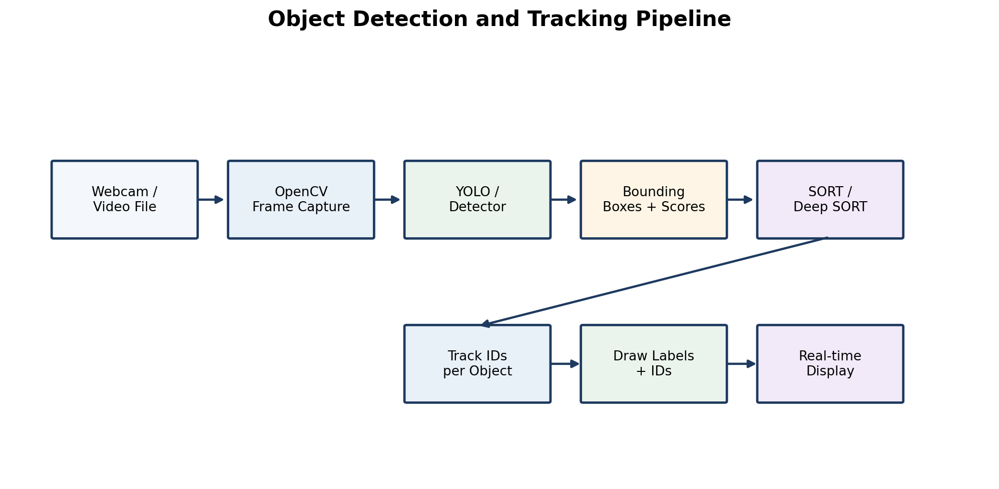 Object Detection and Tracking Pipeline
Webcam /
Video File
OpenCV
Frame Capture
YOLO /
Detector
Bounding
Boxes + Scores
SORT /
Deep SORT
Track IDs
per Object
Draw Labels
+ IDs
Real-time
Display